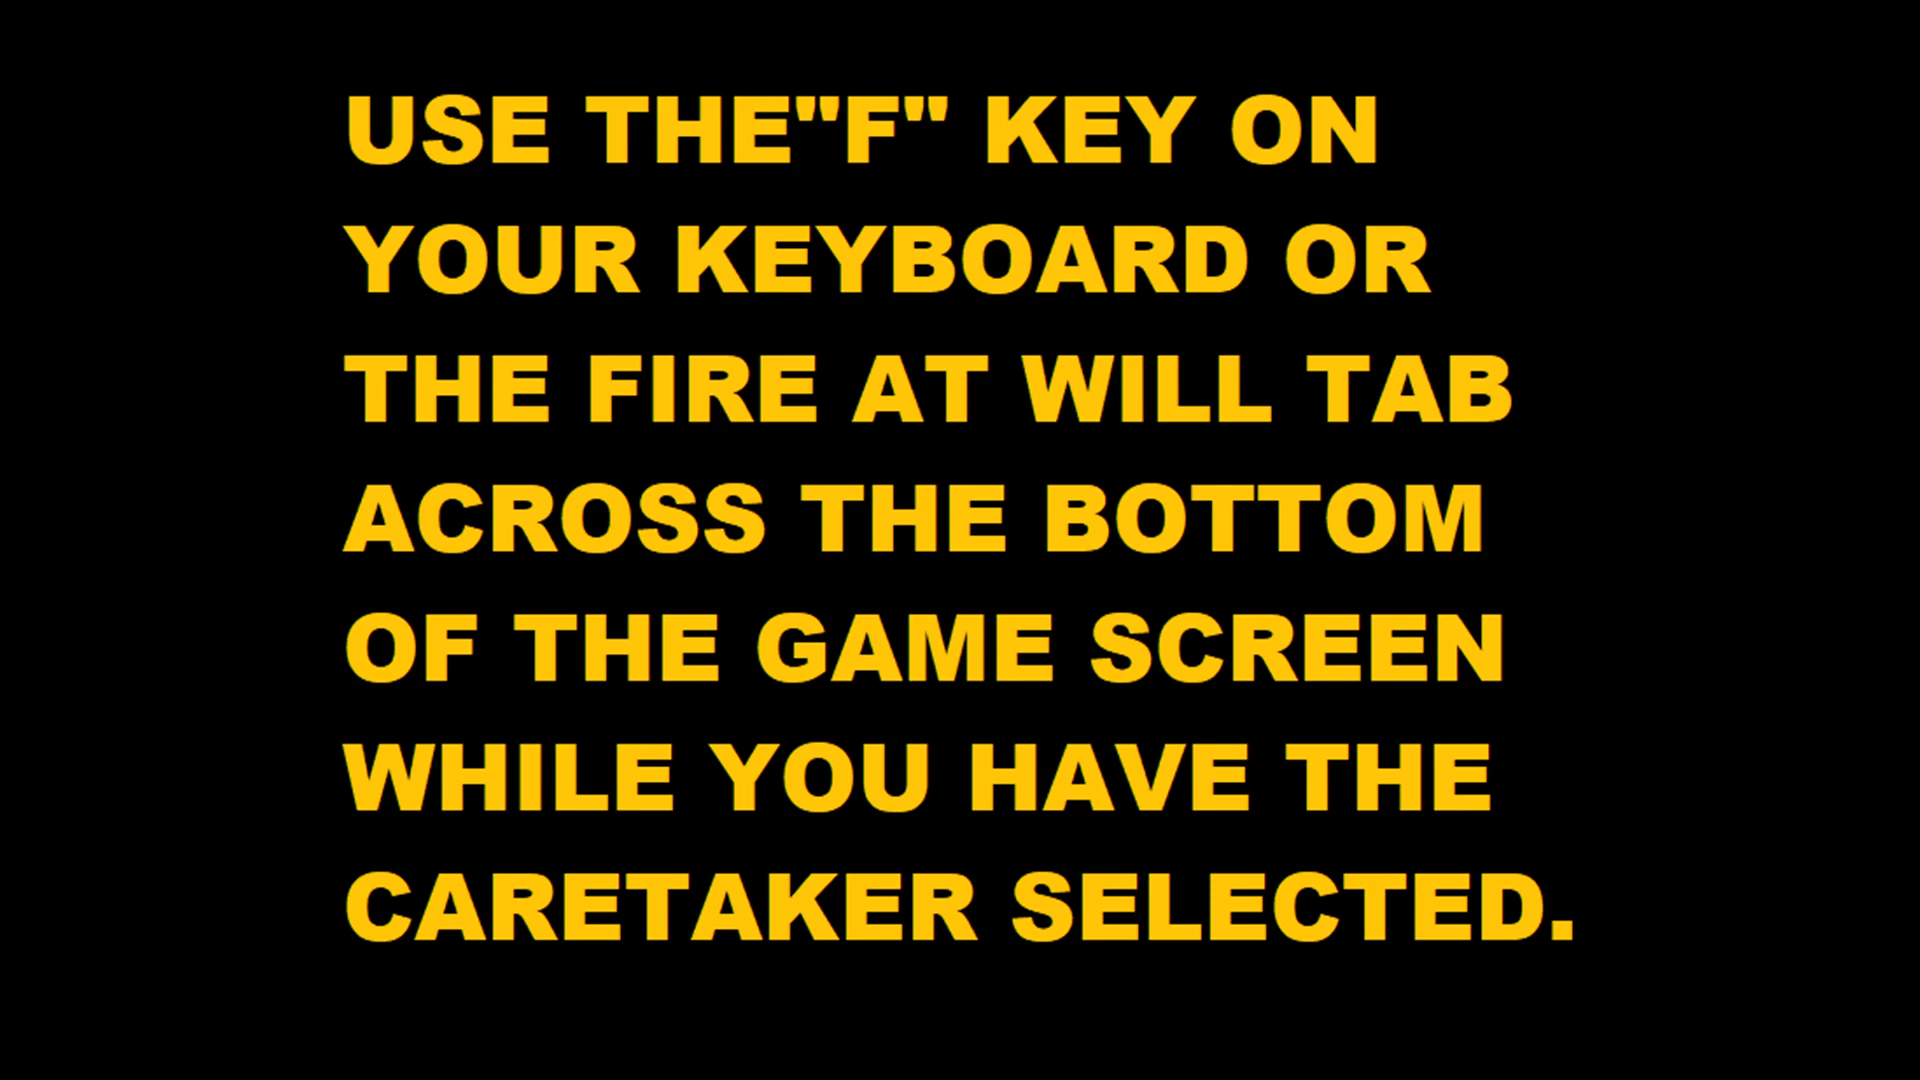 USE THE"F" KEY ON
YOUR KEYBOARD OR
THE FIRE AT WILL TAB
ACROSS THE BOTTOM
OF THE GAME SCREEN
WHILE YOU HAVE THE
CARETAKER SELECTED.